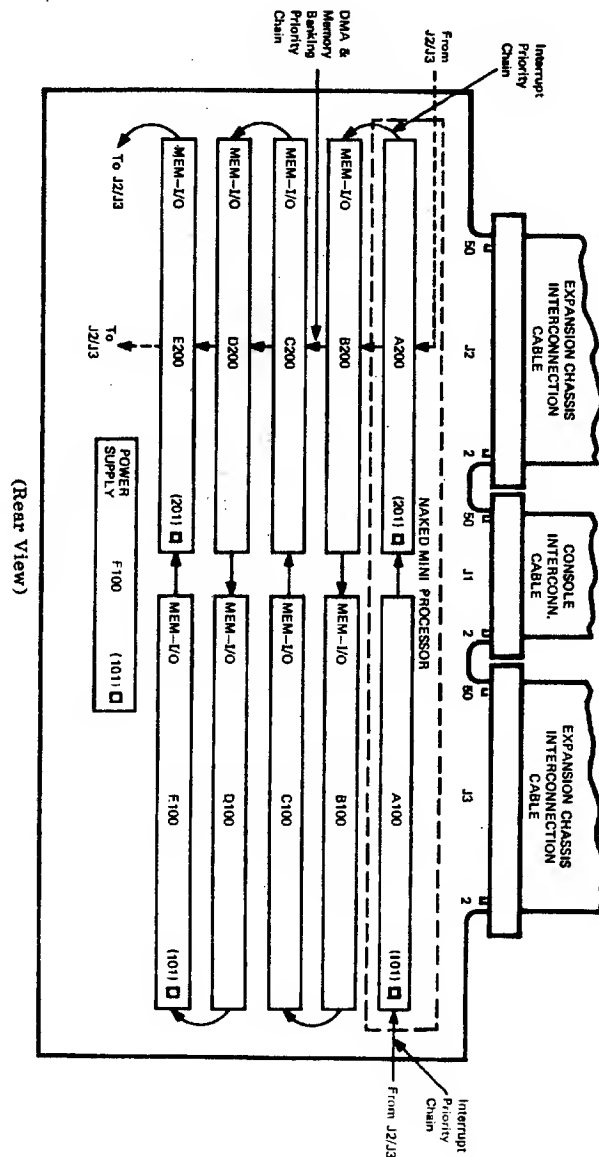 EXPANSION CHASSIS
INTERCONNECTION
CABLE
CONSOLE
INTERCONN.
CABLE
EXPANSION CHASSIS
INTERCONNECTION
CABLE
50 J2 2
50 J1 2
50 J3 2
Interrupt
Priority
Chain
From
J2/J3
DMA &
Memory
Banking
Priority
Chain
NAKED MINI PROCESSOR
A200 (201)
A100 (101)
Interrupt
Priority
Chain
From J2/J3
MEM-I/O B200
MEM-I/O B100
MEM-I/O C200
MEM-I/O C100
MEM-I/O D200
MEM-I/O D100
MEM-I/O E200 (201)
MEM-I/O E100 (101)
To J2/J3
To
J2/J3
POWER
SUPPLY F100 (101)
(Rear View)